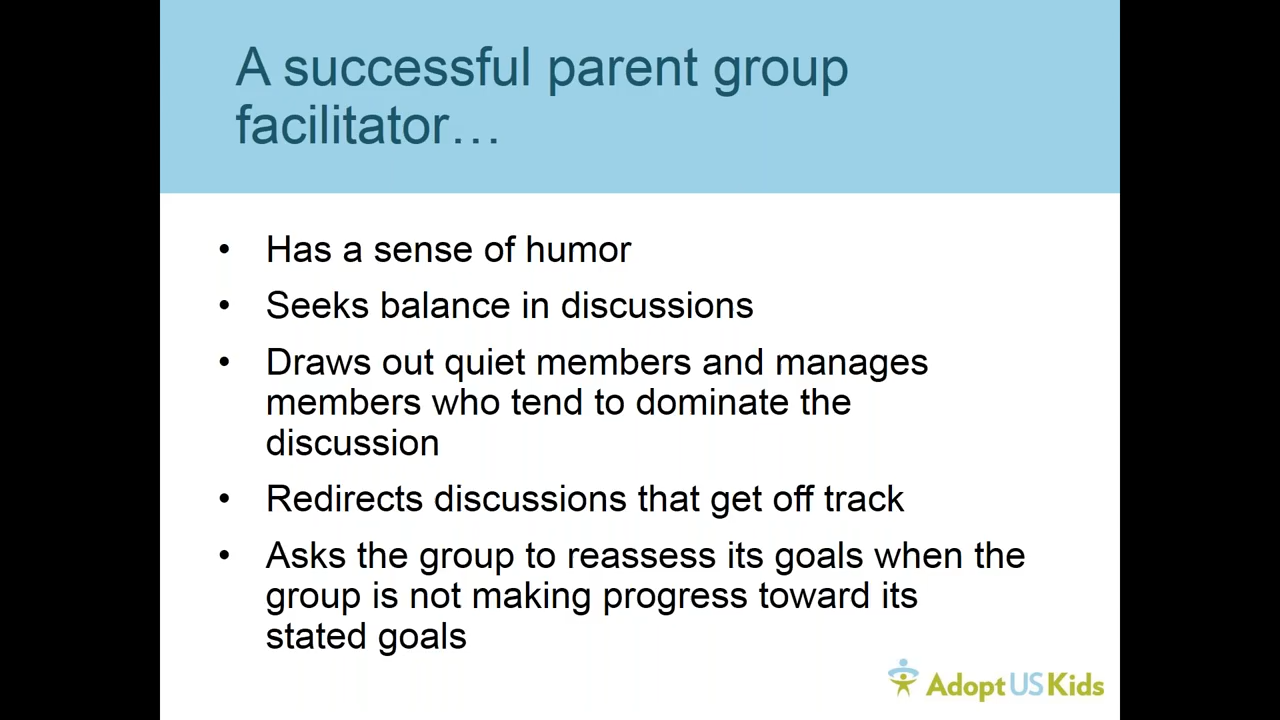 A successful parent group
facilitator…
• Has a sense of humor
• Seeks balance in discussions
• Draws out quiet members and manages
members who tend to dominate the
discussion
• Redirects discussions that get off track
• Asks the group to reassess its goals when the
group is not making progress toward its
stated goals
AdoptUSKids